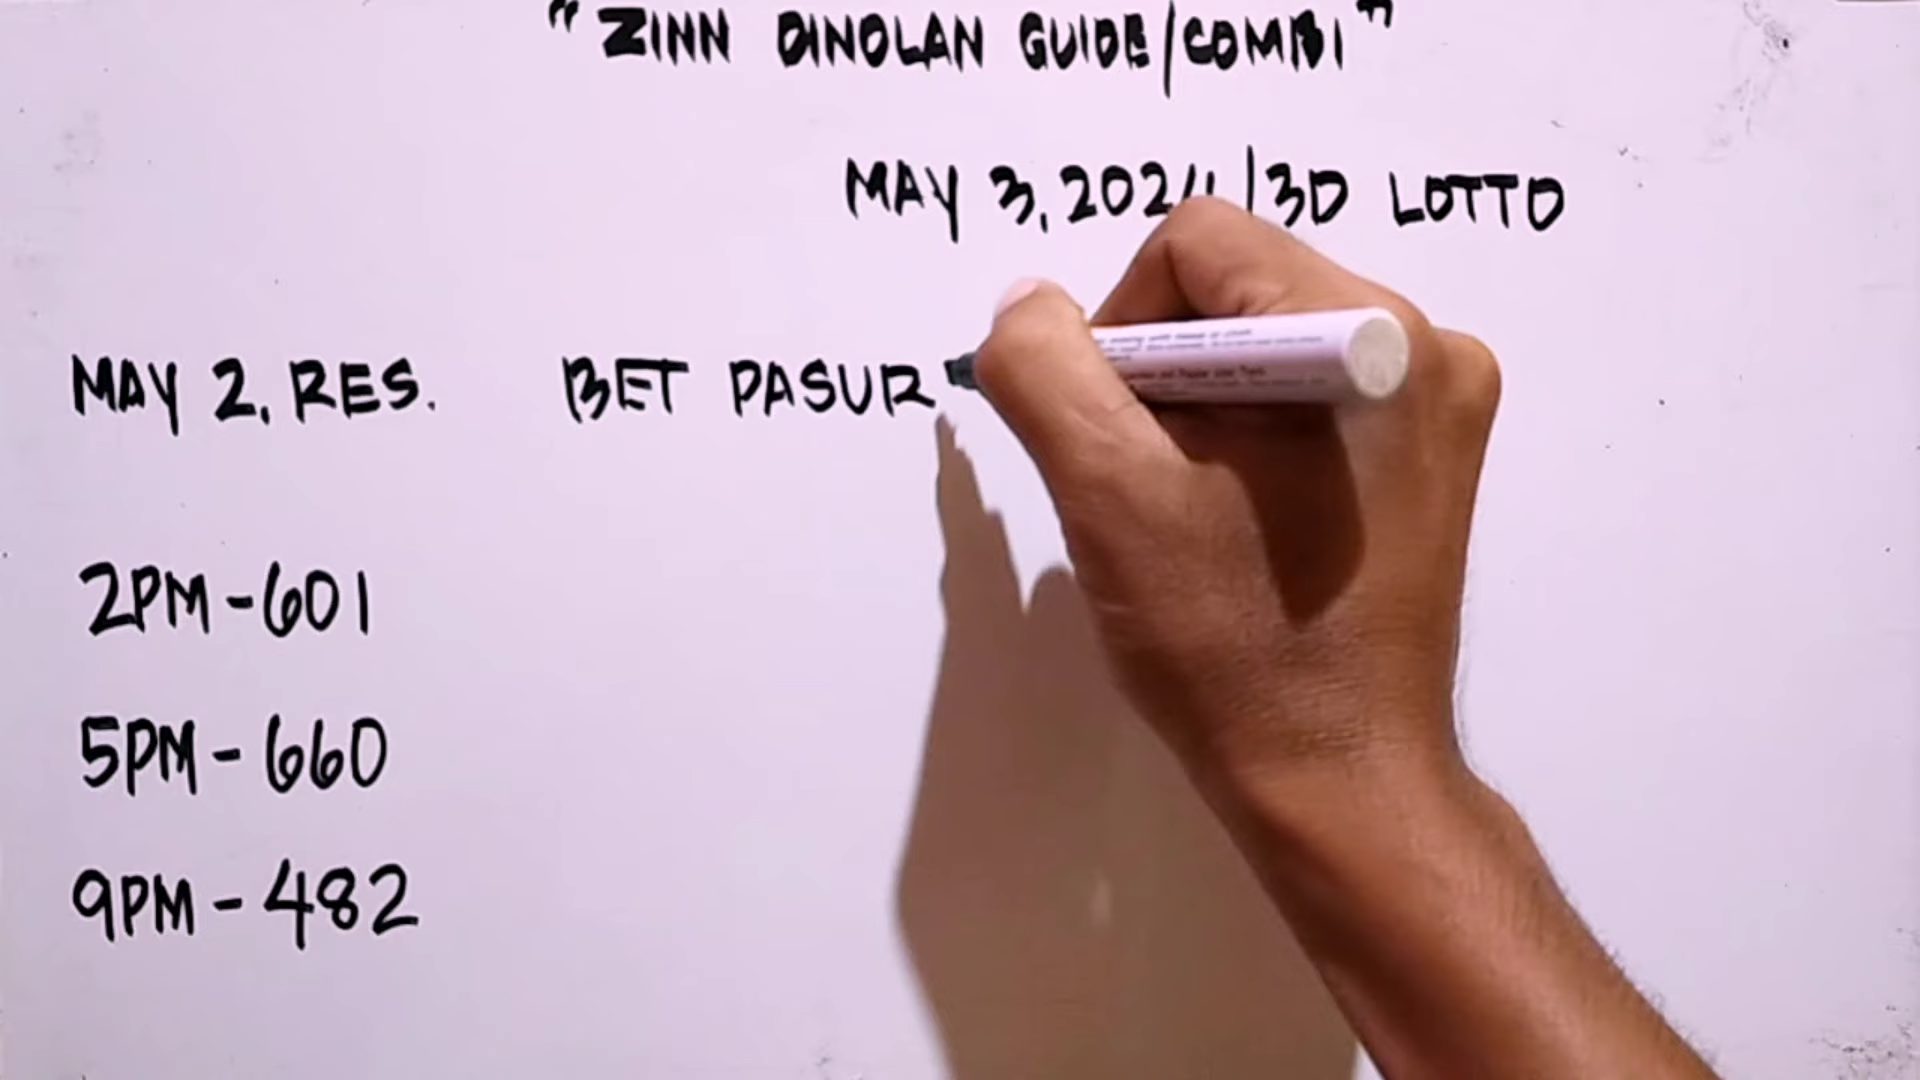 "ZINN DINOLAN GUIDE/COMBI"
MAY 3, 2024/3D LOTTO
MAY 2, RES. BET PASUR
2PM-601
5PM-660
9PM-482